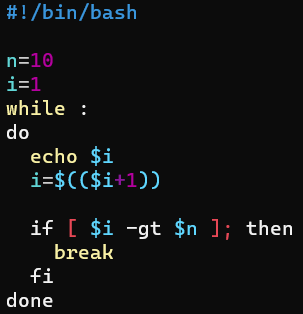 #!/bin/bash

n=10
i=1
while :
do
  echo $i
  i=$(($i+1))

  if [ $i -gt $n ]; then
    break
  fi
done